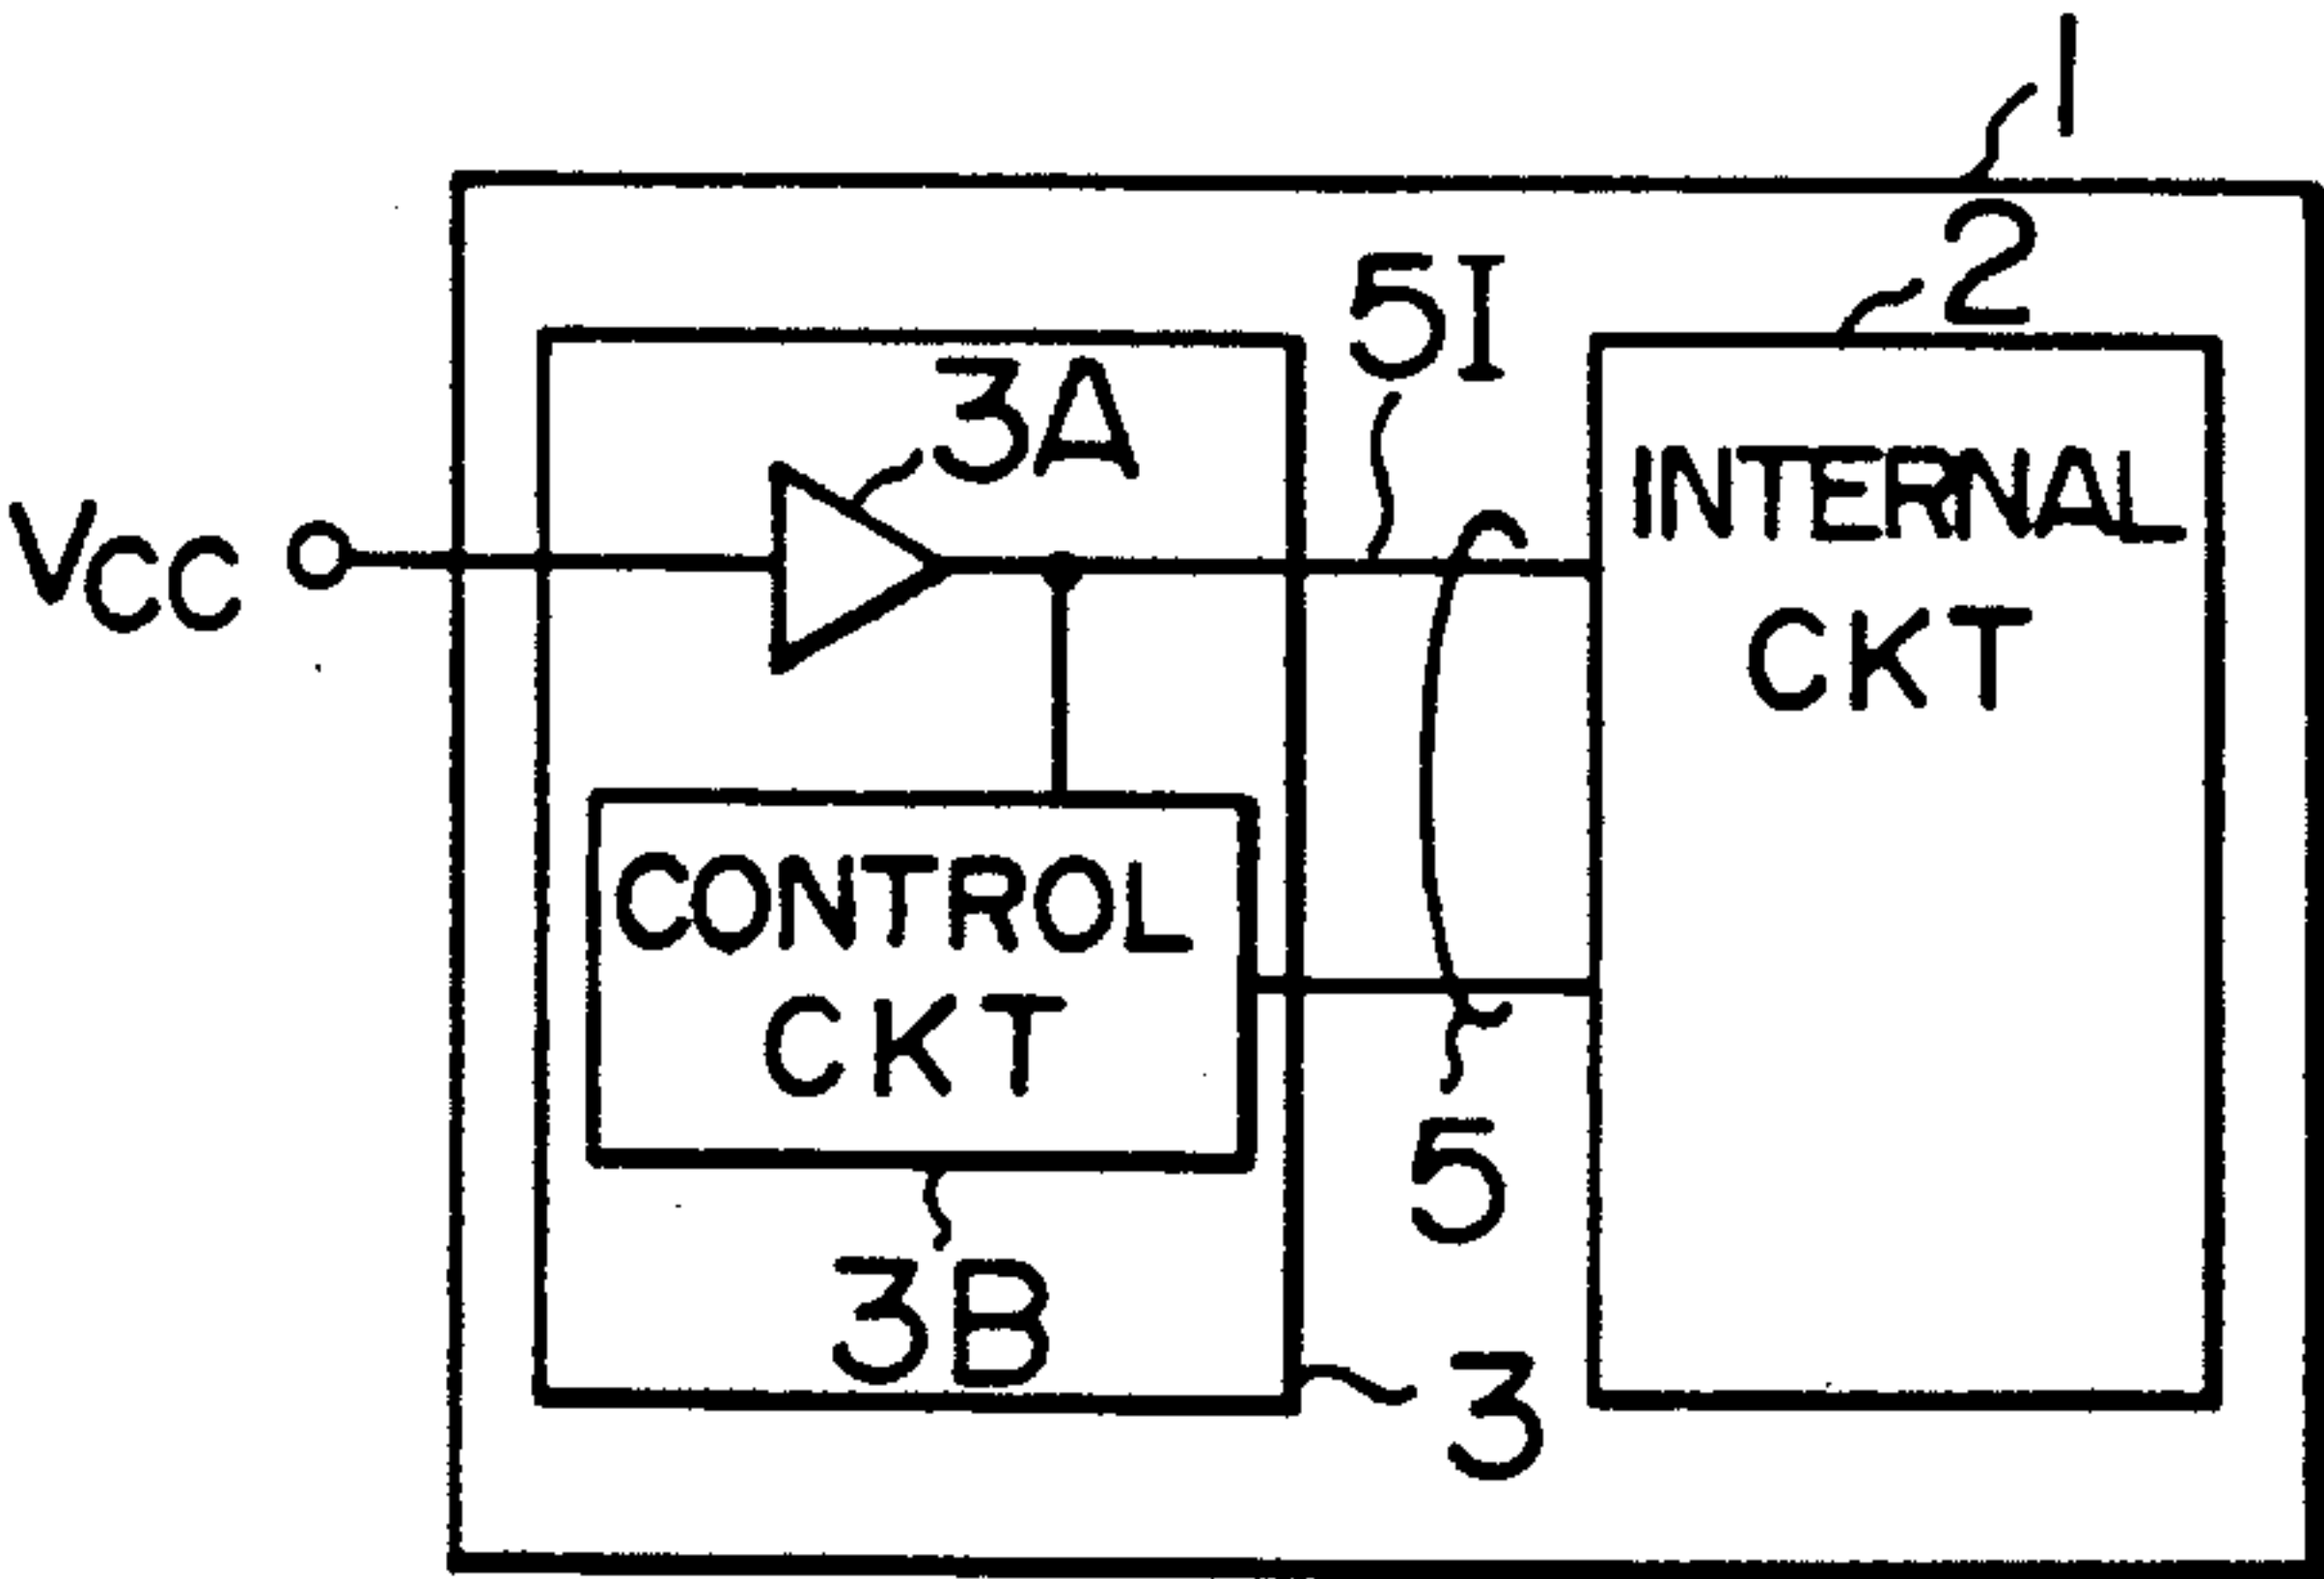 1
2
5I
3A
VCC
INTERNAL
CKT
CONTROL
CKT
5
3B
3